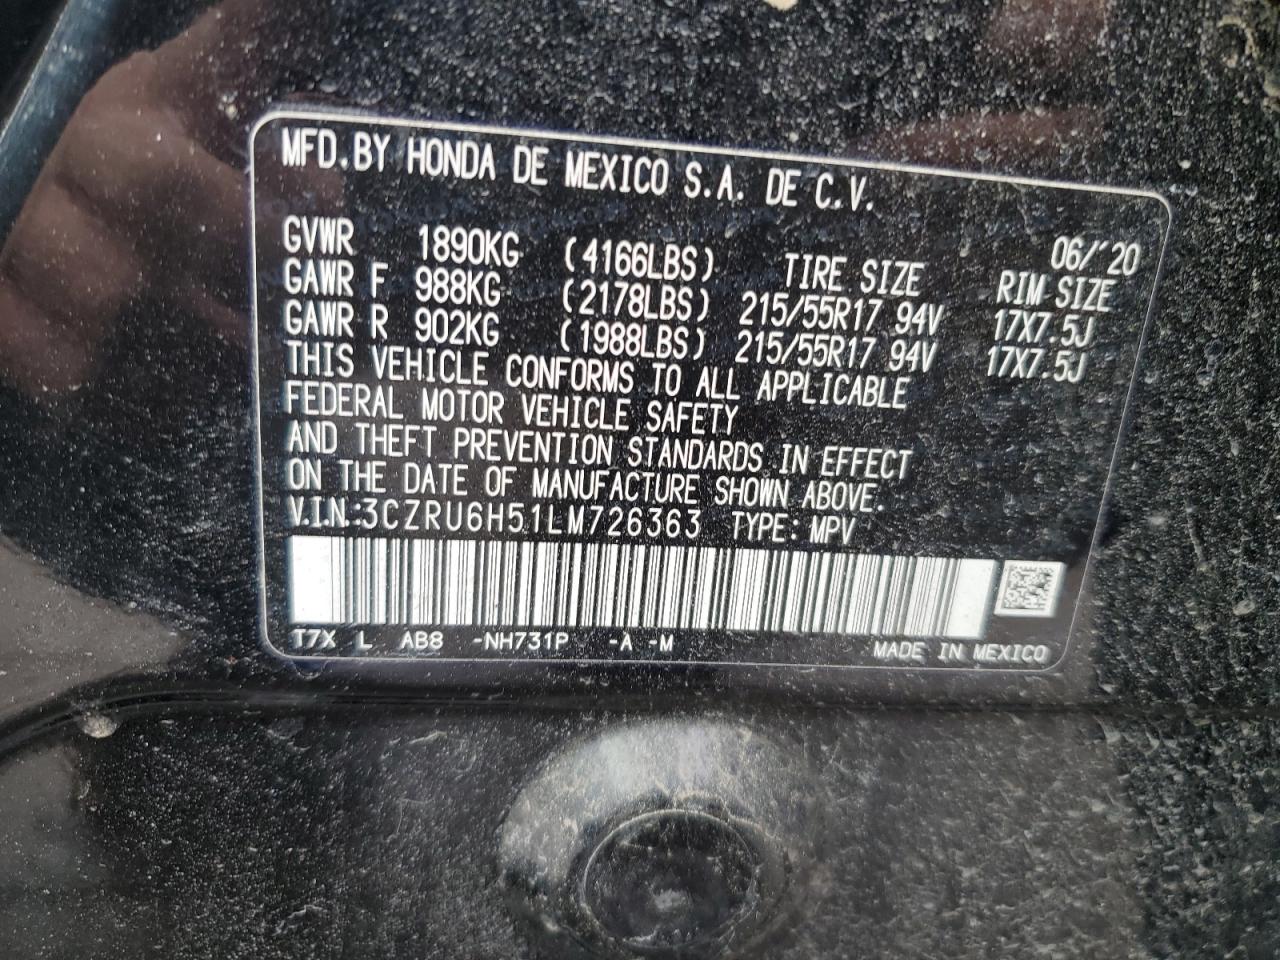 MFD.BY HONDA DE MEXICO S.A. DE C.V.
06/'20
GVWR 1890KG (4166LBS) TIRE SIZE RIM SIZE
GAWR F 988KG (2178LBS) 215/55R17 94V 17X7.5J
GAWR R 902KG (1988LBS) 215/55R17 94V 17X7.5J
THIS VEHICLE CONFORMS TO ALL APPLICABLE
FEDERAL MOTOR VEHICLE SAFETY
AND THEFT PREVENTION STANDARDS IN EFFECT
ON THE DATE OF MANUFACTURE SHOWN ABOVE.
V.I.N.:3CZRU6H51LM726363 TYPE: MPV
T7X L AB8 -NH731P -A -M MADE IN MEXICO